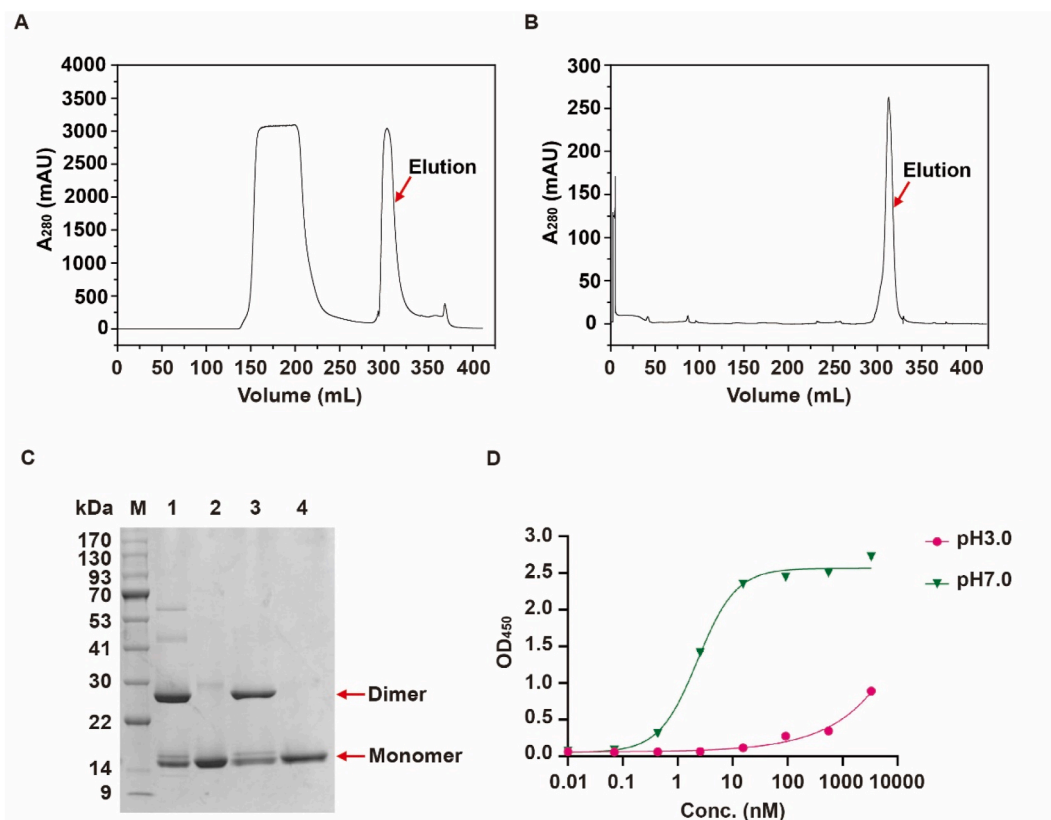 A
4000
3500
3000
2500
2000
1500
1000
500
0
A280 (mAU)
Elution
0 50 100 150 200 250 300 350 400
Volume (mL)
B
300
250
200
150
100
50
0
A280 (mAU)
Elution
0 50 100 150 200 250 300 350 400
Volume (mL)
C
kDa M 1 2 3 4
170
130
93
70
53
41
30
22
14
9
Dimer
Monomer
D
3.0
2.5
2.0
1.5
1.0
0.5
0.0
OD450
0.01 0.1 1 10 100 1000 10000
Conc. (nM)
pH3.0
pH7.0